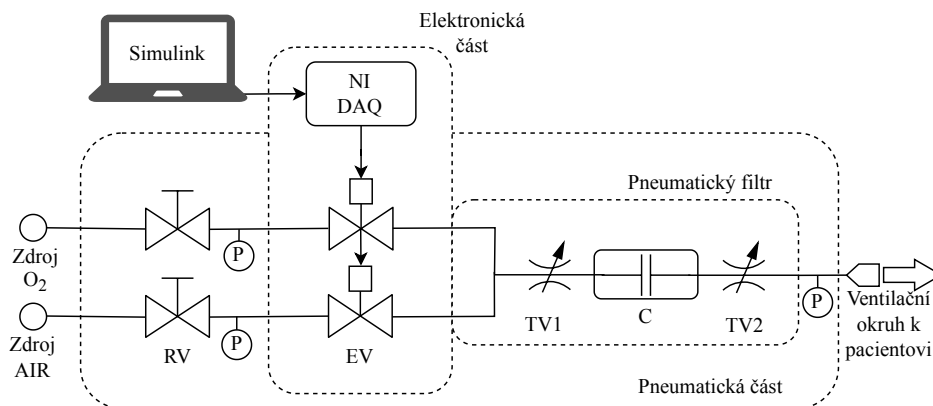 Elektronická
část
Simulink
NI
DAQ
Pneumatický filtr
P
Zdroj
O2
TV1
C
TV2
P
Ventilační
okruh k
pacientovi
Zdroj
AIR
RV
P
EV
Pneumatická část